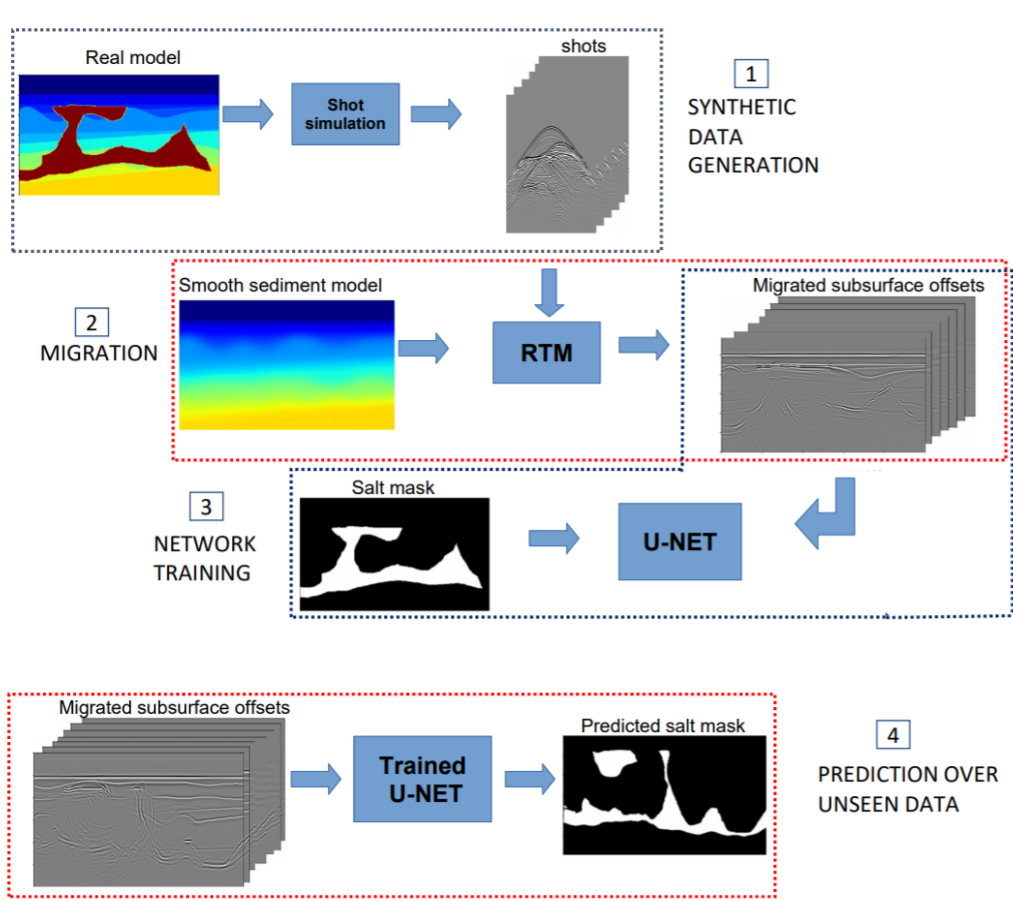 Real model
Shot
simulation
shots
1
SYNTHETIC
DATA
GENERATION
2
MIGRATION
Smooth sediment model
RTM
Migrated subsurface offsets
3
NETWORK
TRAINING
Salt mask
U-NET
Migrated subsurface offsets
Trained
U-NET
Predicted salt mask
4
PREDICTION OVER
UNSEEN DATA